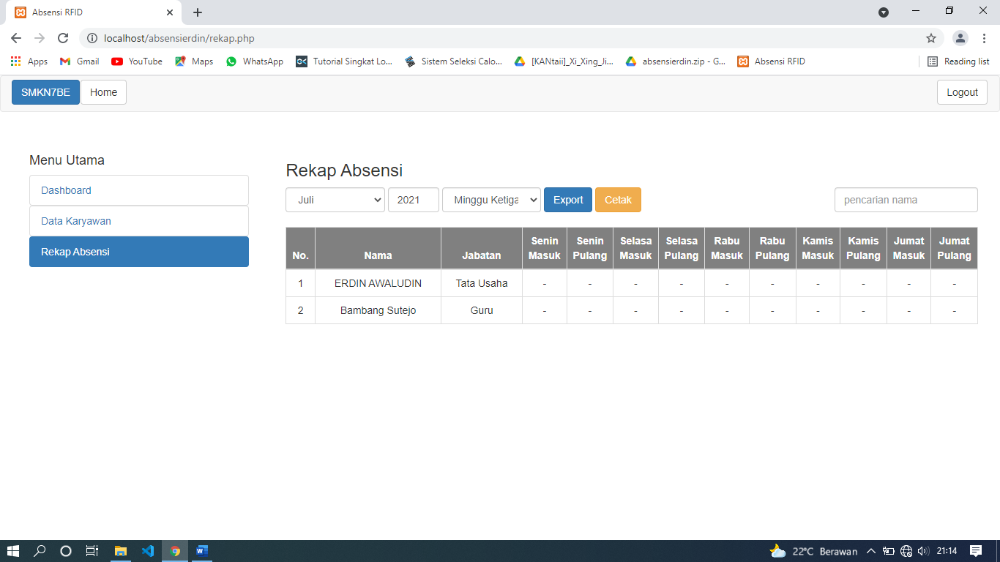 Absensi RFID
localhost/absensierdin/rekap.php
Apps Gmail YouTube Maps WhatsApp Tutorial Singkat Lo... Sistem Seleksi Calo... [KANtaii]_Xi_Xing_Ji... absensierdin.zip - G... Absensi RFID Reading list
SMKN7BE Home Logout
Menu Utama
Dashboard
Data Karyawan
Rekap Absensi
Rekap Absensi
Juli 2021 Minggu Ketiga Export Cetak pencarian nama
No. Nama Jabatan Senin Masuk Senin Pulang Selasa Masuk Selasa Pulang Rabu Masuk Rabu Pulang Kamis Masuk Kamis Pulang Jumat Masuk Jumat Pulang
1 ERDIN AWALUDIN Tata Usaha - - - - - - - - - -
2 Bambang Sutejo Guru - - - - - - - - - -
22°C Berawan 21:14